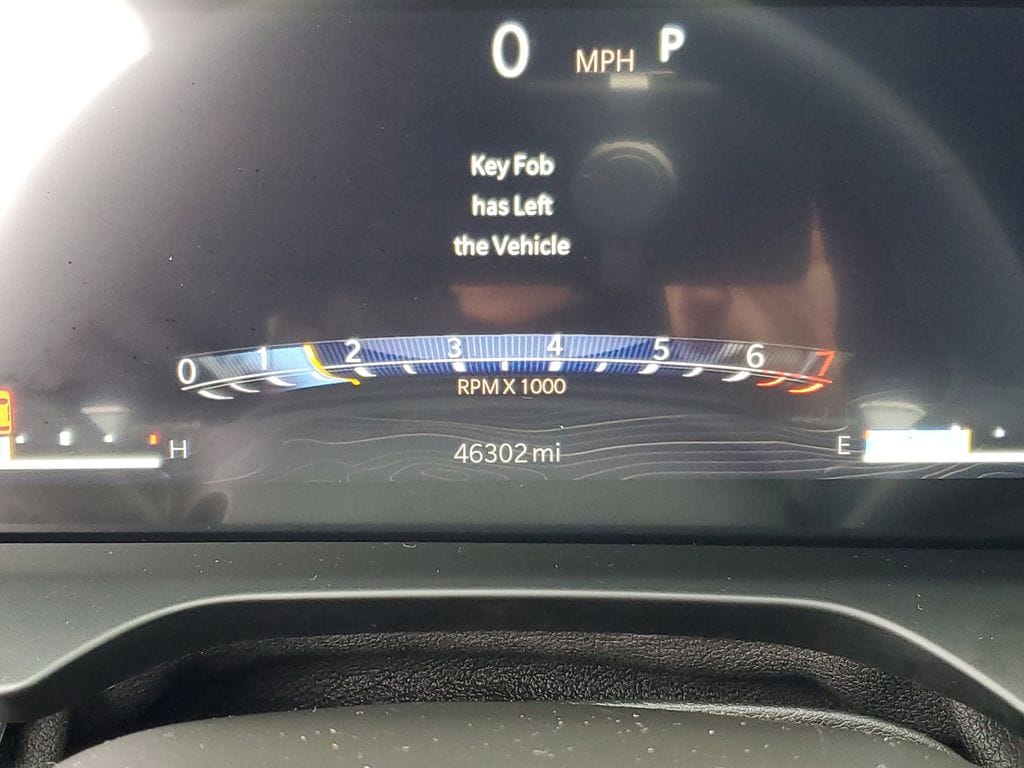 0 MPH P
Key Fob
has Left
the Vehicle
0 1 2 3 4 5 6 7
RPM X 1000
H 46302 mi E